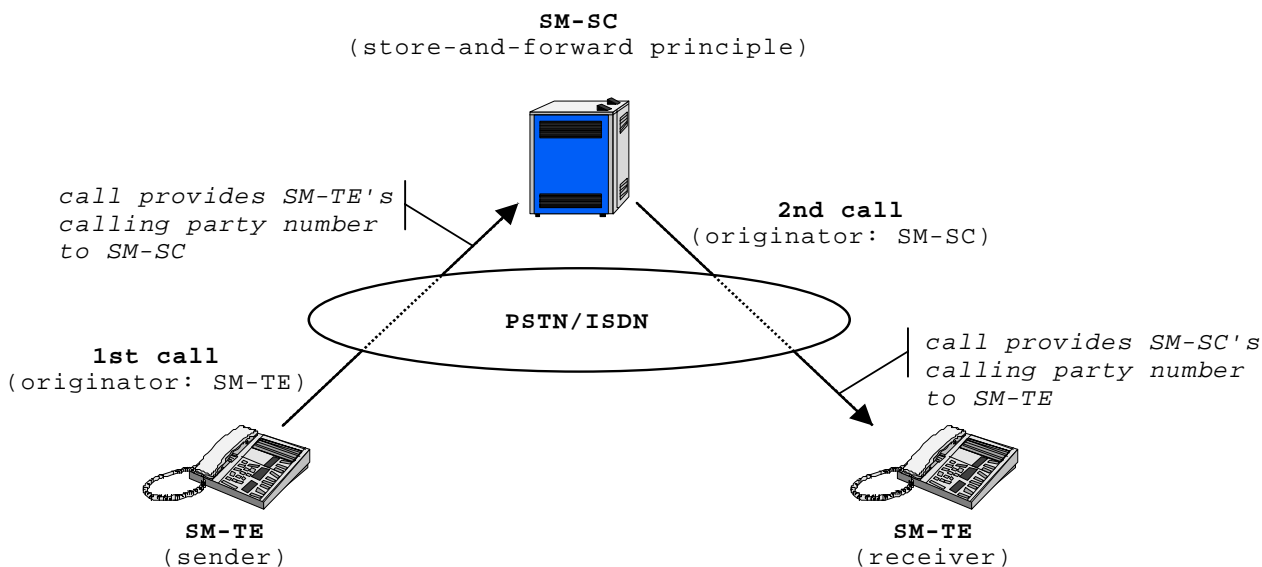 SM-SC
(store-and-forward principle)
call provides SM-TE's
calling party number
to SM-SC
2nd call
(originator: SM-SC)
PSTN/ISDN
1st call
(originator: SM-TE)
call provides SM-SC's
calling party number
to SM-TE
SM-TE
(sender)
SM-TE
(receiver)